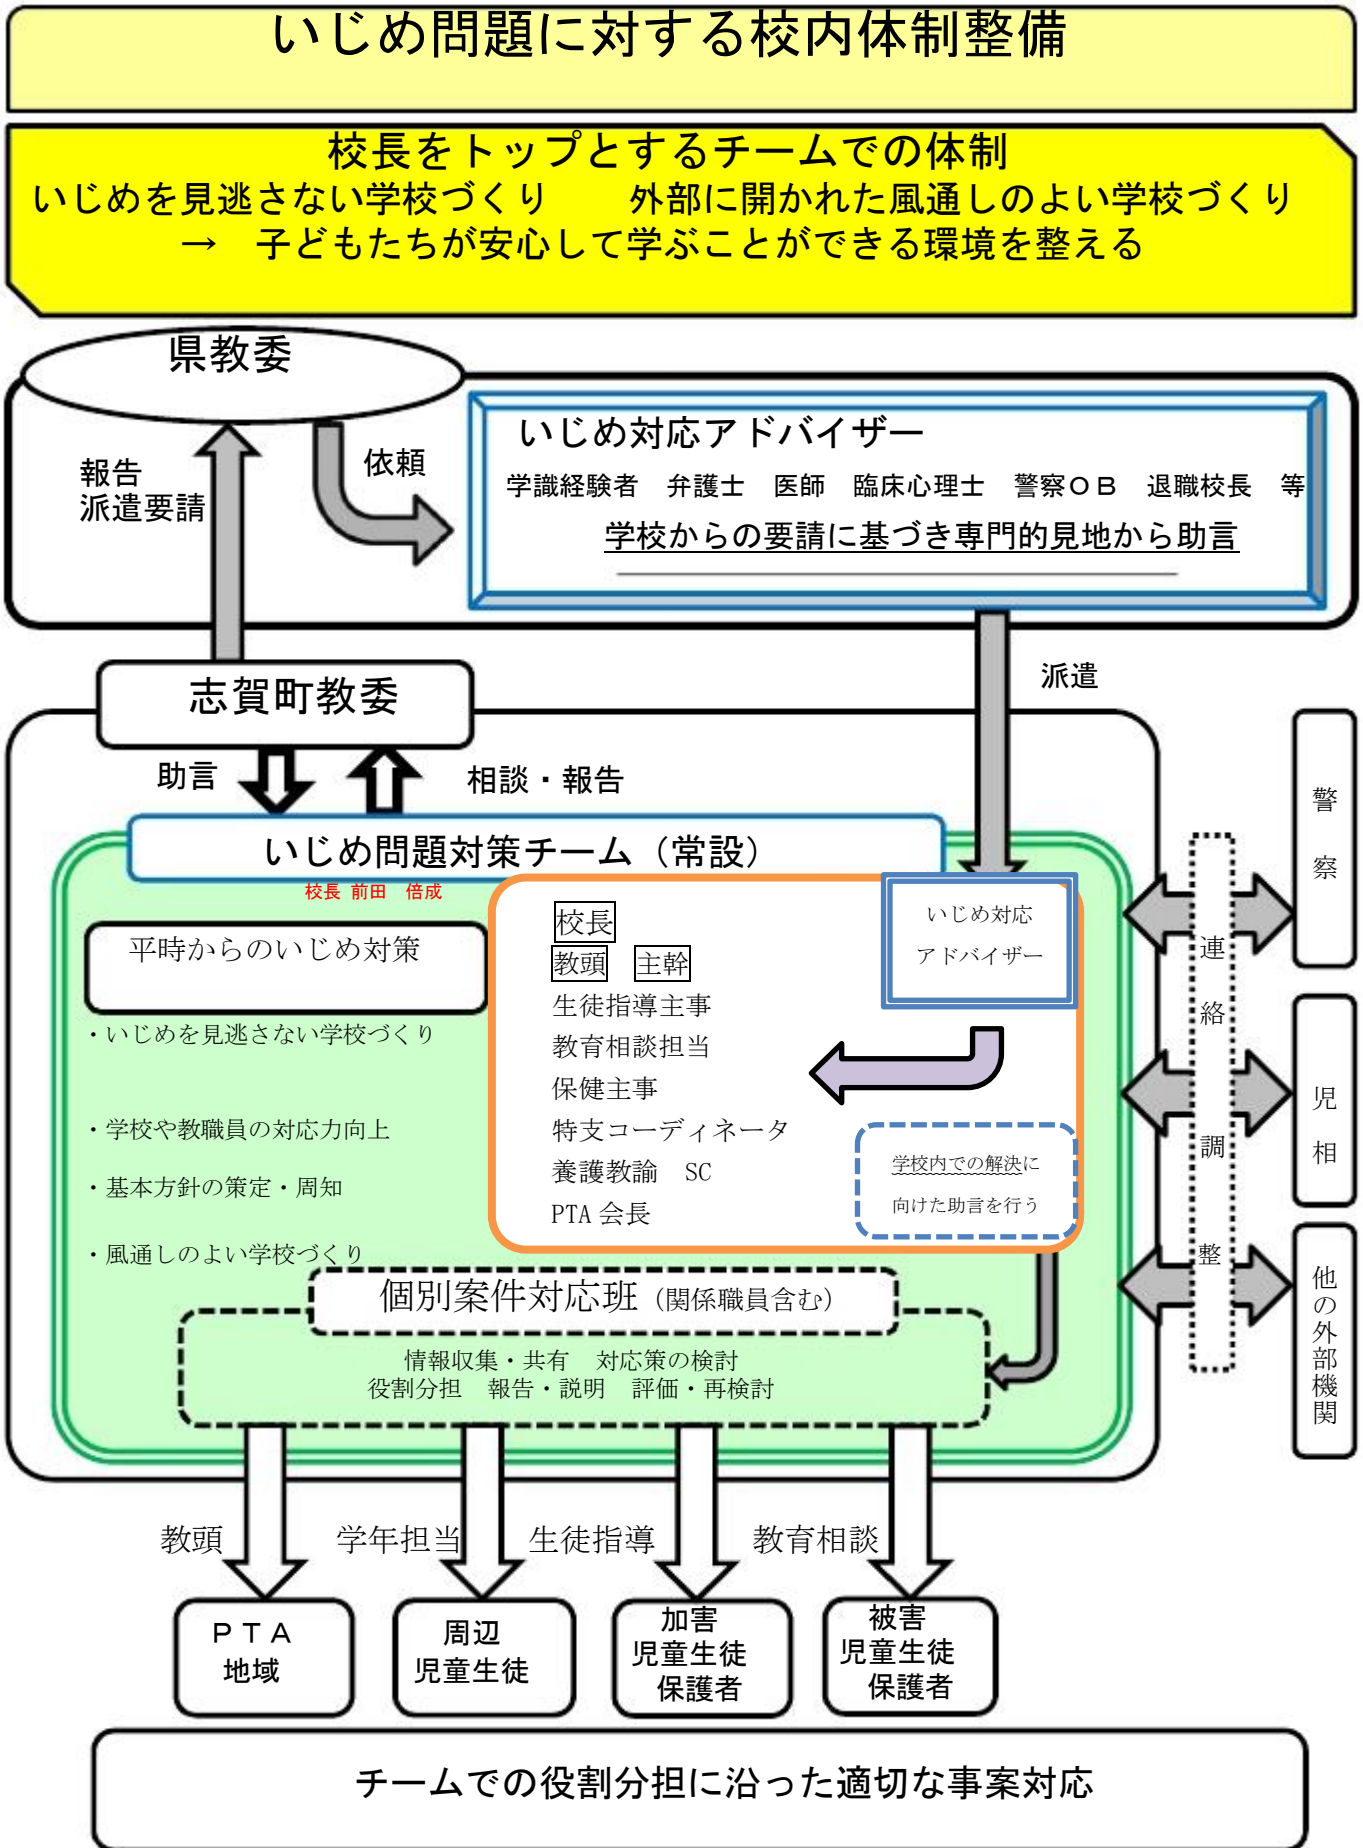 いじめ問題に対する校内体制整備
校長をトップとするチームでの体制
いじめを見逃さない学校づくり　　外部に開かれた風通しのよい学校づくり
→　子どもたちが安心して学ぶことができる環境を整える
県教委
報告
派遣要請
依頼
いじめ対応アドバイザー
学識経験者　弁護士　医師　臨床心理士　警察ＯＢ　退職校長　等
学校からの要請に基づき専門的見地から助言
派遣
志賀町教委
助言
相談・報告
いじめ問題対策チーム（常設）
校長 前田　倍成
平時からのいじめ対策
・いじめを見逃さない学校づくり
・学校や教職員の対応力向上
・基本方針の策定・周知
・風通しのよい学校づくり
校長
教頭　主幹
生徒指導主事
教育相談担当
保健主事
特支コーディネータ
養護教諭　SC
PTA 会長
いじめ対応
アドバイザー
学校内での解決に
向けた助言を行う
連絡調整
警察
児相
他の外部機関
個別案件対応班（関係職員含む）
情報収集・共有　対応策の検討
役割分担　報告・説明　評価・再検討
教頭
学年担当
生徒指導
教育相談
ＰＴＡ
地域
周辺
児童生徒
加害
児童生徒
保護者
被害
児童生徒
保護者
チームでの役割分担に沿った適切な事案対応